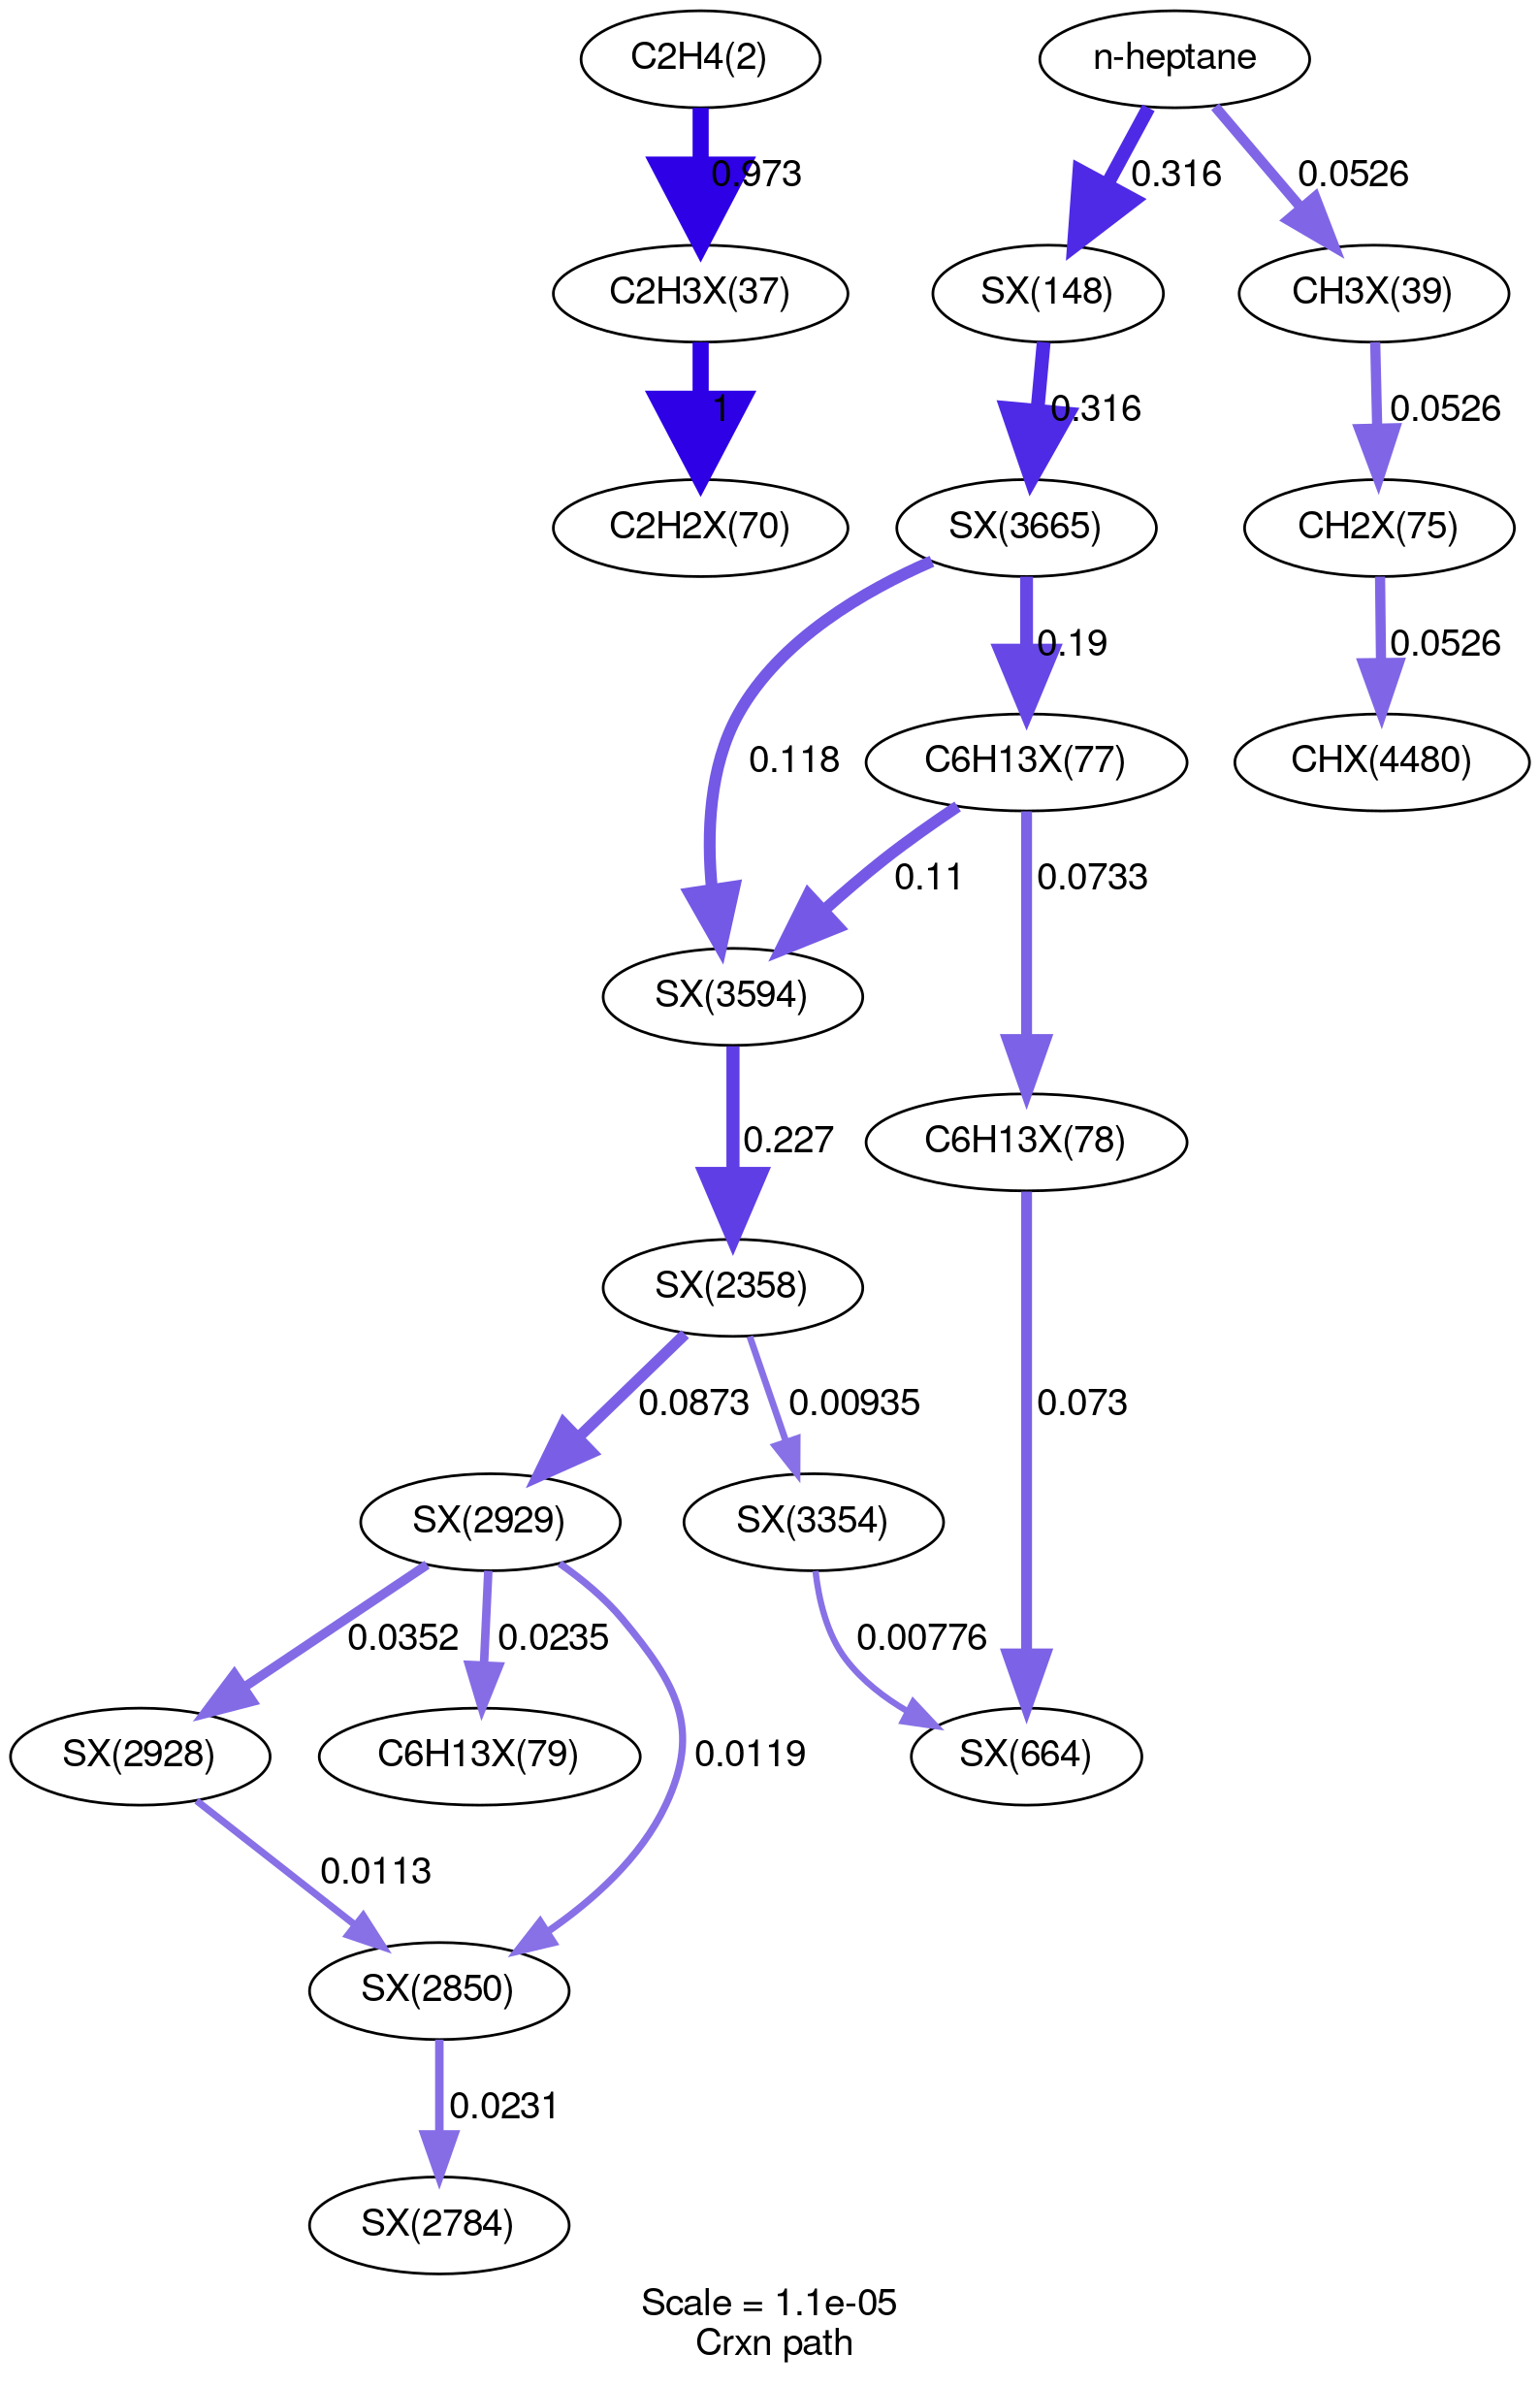 C2H4(2)
n-heptane
0.973
0.316
0.0526
C2H3X(37)
SX(148)
CH3X(39)
1
0.316
0.0526
C2H2X(70)
SX(3665)
CH2X(75)
0.19
0.0526
0.118
C6H13X(77)
CHX(4480)
0.11
0.0733
SX(3594)
0.227
C6H13X(78)
SX(2358)
0.0873
0.00935
0.073
SX(2929)
SX(3354)
0.0352
0.0235
0.00776
0.0119
SX(2928)
C6H13X(79)
SX(664)
0.0113
SX(2850)
0.0231
SX(2784)
Scale = 1.1e-05
Crxn path